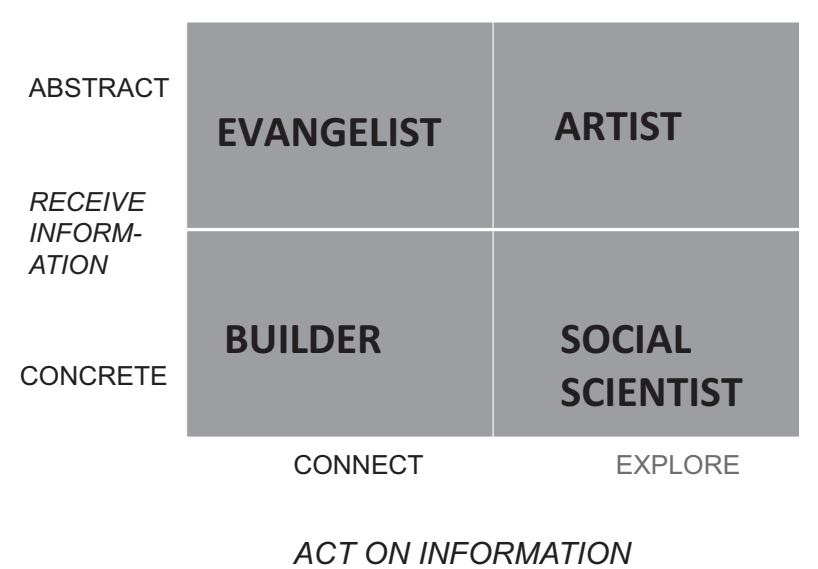 ABSTRACT
EVANGELIST
ARTIST
RECEIVE
INFORM-
ATION
BUILDER
SOCIAL
SCIENTIST
CONCRETE
CONNECT
EXPLORE
ACT ON INFORMATION